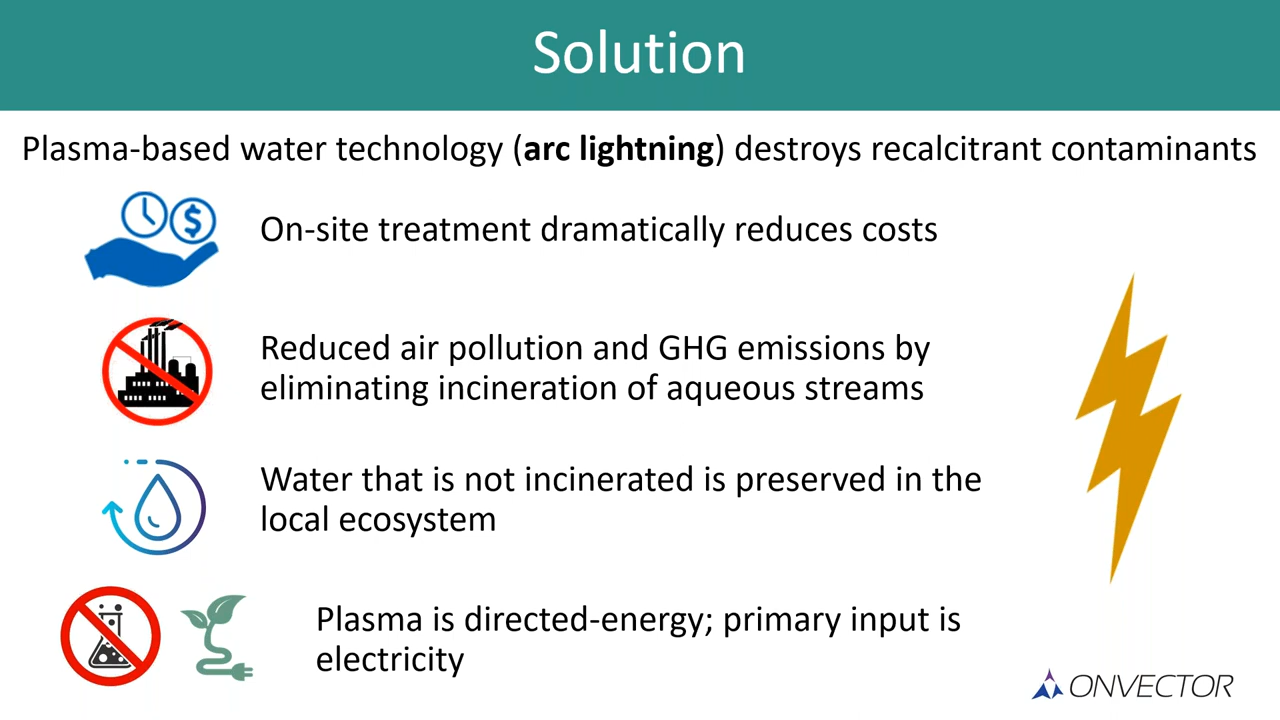 Solution
Plasma-based water technology (arc lightning) destroys recalcitrant contaminants
$
On-site treatment dramatically reduces costs
Reduced air pollution and GHG emissions by
eliminating incineration of aqueous streams
Water that is not incinerated is preserved in the
local ecosystem
Plasma is directed-energy; primary input is
electricity
ONVECTOR